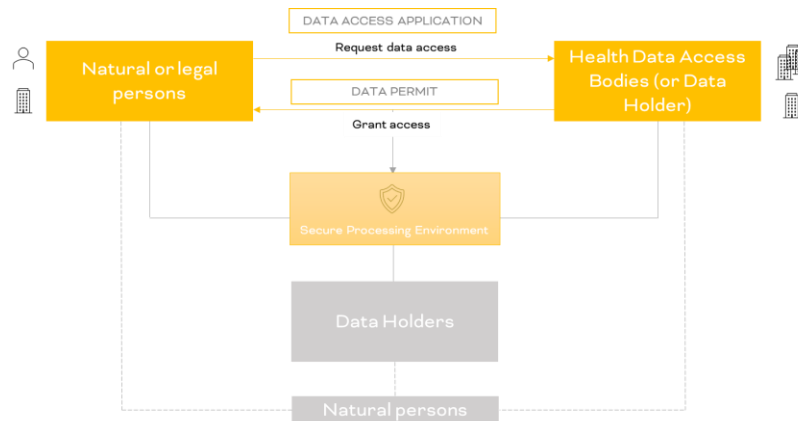 DATA ACCESS APPLICATION
Request data access
Natural or legal
persons
Health Data Access
Bodies (or Data
Holder)
DATA PERMIT
Grant access
Secure Processing Environment
Data Holders
Natural persons